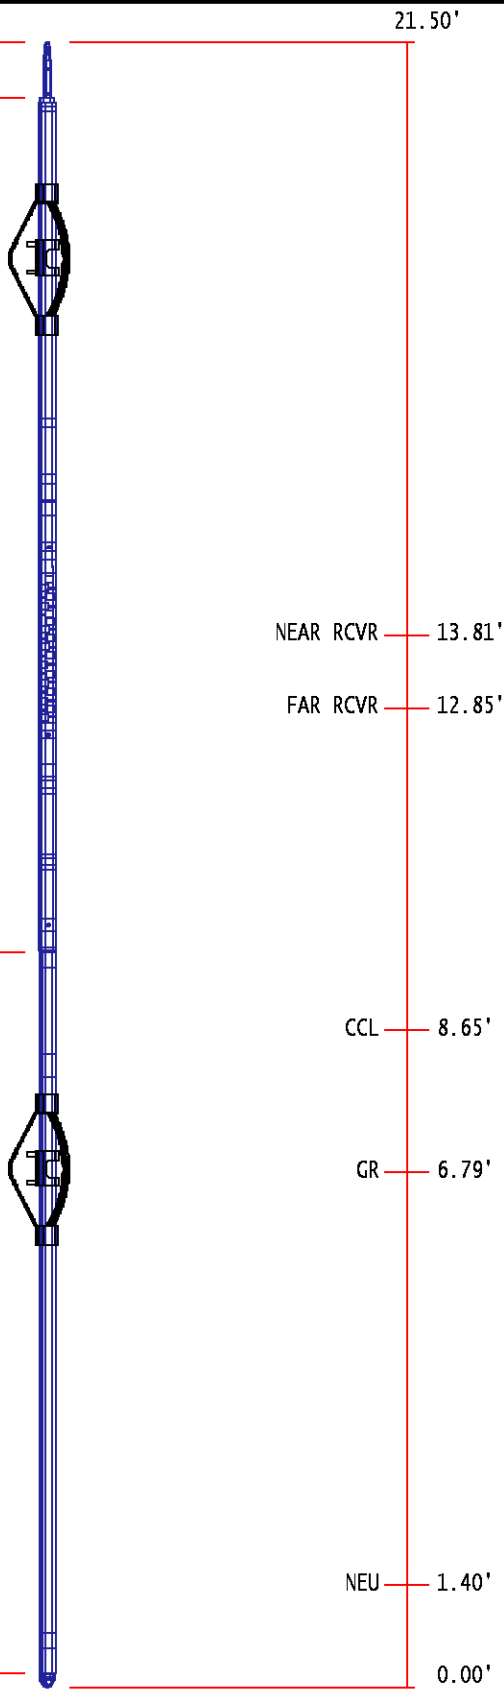 21.50'
NEAR RCVR 13.81'
FAR RCVR 12.85'
CCL 8.65'
GR 6.79'
NEU 1.40'
0.00'